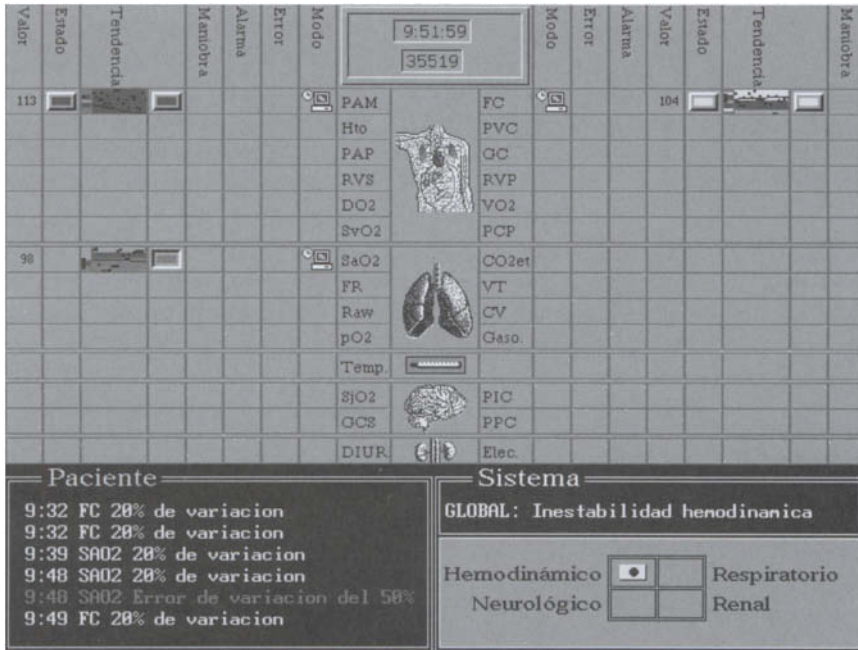 Valor Estado Tendencia Maniobra Alarma Error Modo
9:51:59
35519
Modo Error Alarma Valor Estado Tendencia Maniobra
113 PAM FC 104
Hto PVC
PAP GC
RVS RVP
DO2 VO2
SvO2 PCP
98 SaO2 CO2et
FR VT
Raw CV
pO2 Gaso.
Temp.
SjO2 PIC
GCS PPC
DIUR Elec.
Paciente
9:32 FC 20% de variacion
9:32 FC 20% de variacion
9:39 SAO2 20% de variacion
9:48 SAO2 20% de variacion
9:48 SAO2 Error de variacion del 50%
9:49 FC 20% de variacion
Sistema
GLOBAL: Inestabilidad hemodinamica
Hemodinámico Respiratorio
Neurológico Renal